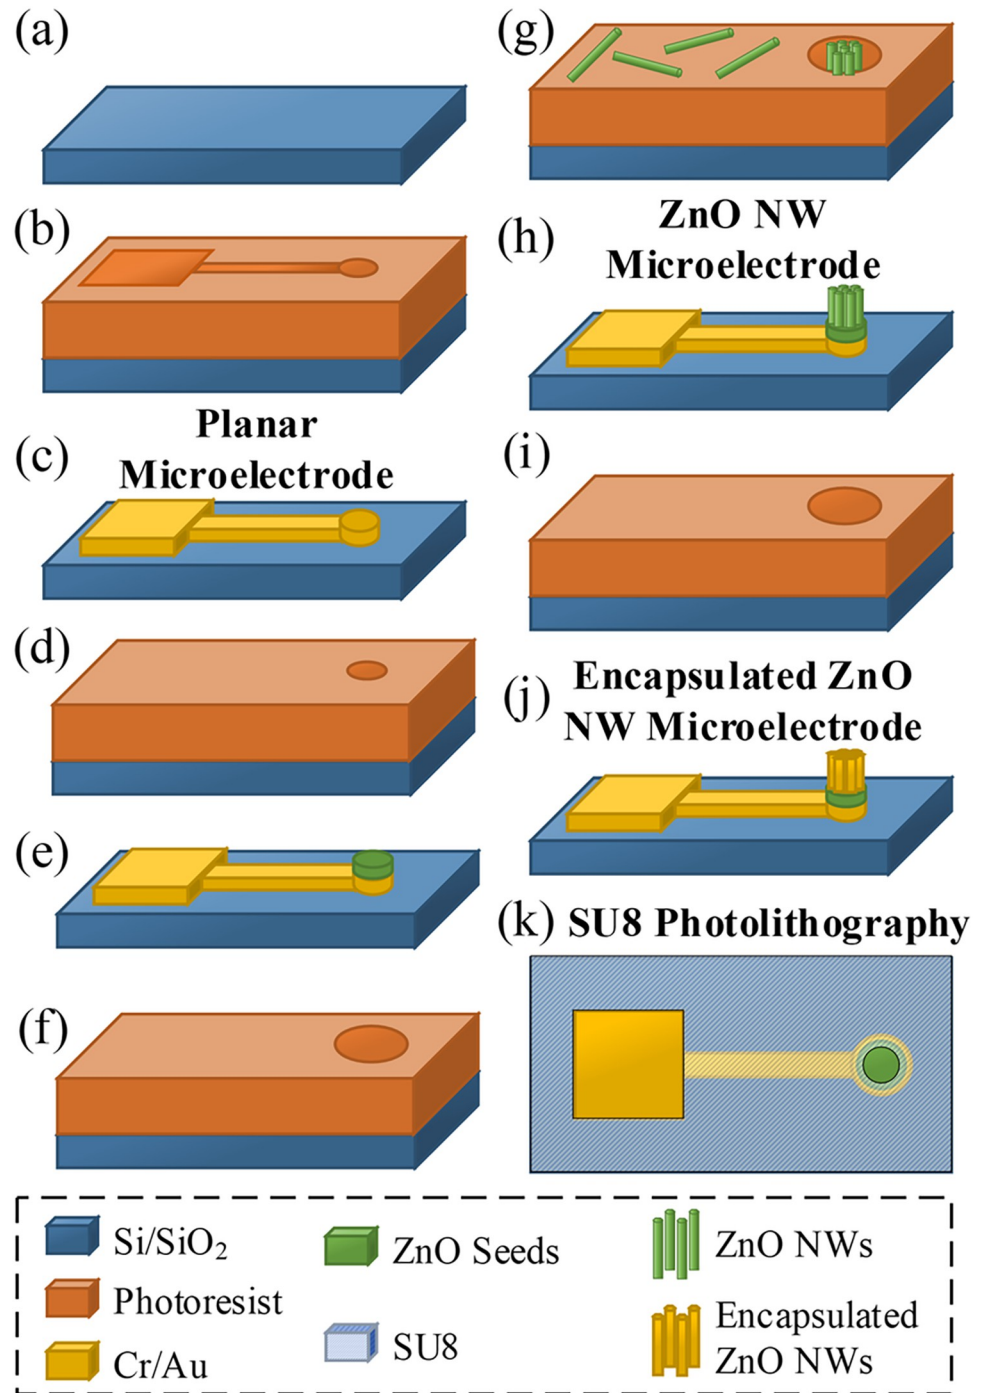 (a)
(b)
Planar
(c)
Microelectrode
(d)
(e)
(f)
(g)
ZnO NW
(h)
Microelectrode
(i)
Encapsulated ZnO
(j)
NW Microelectrode
(k) SU8 Photolithography
Si/SiO₂
Photoresist
Cr/Au
ZnO Seeds
SU8
ZnO NWs
Encapsulated
ZnO NWs